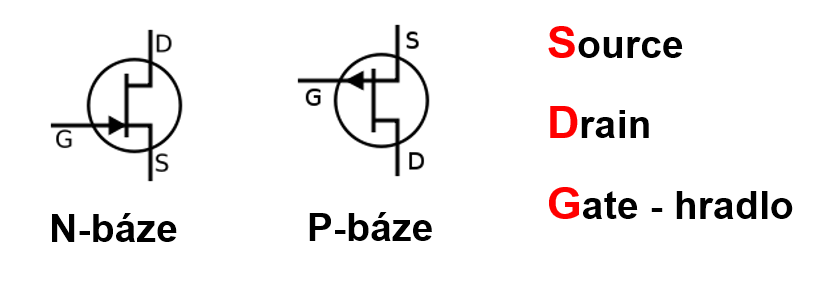 D
G
S
N-báze
S
G
D
P-báze
Source
Drain
Gate - hradlo